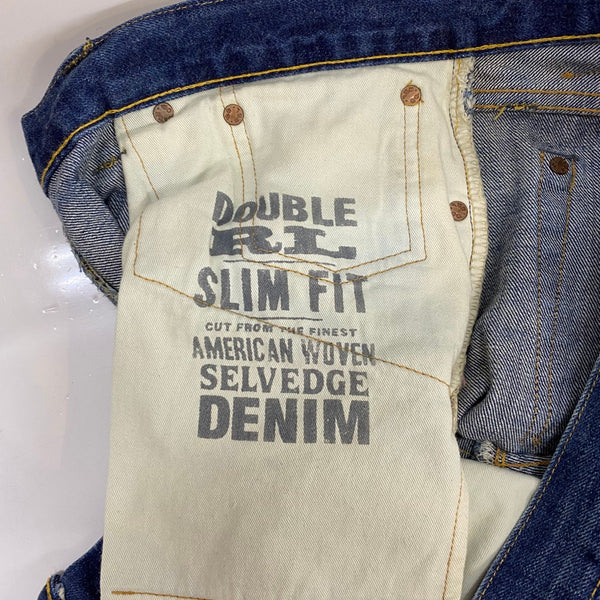 DOUBLE
RL
SLIM FIT
CUT FROM THE FINEST
AMERICAN WOVEN
SELVEDGE
DENIM